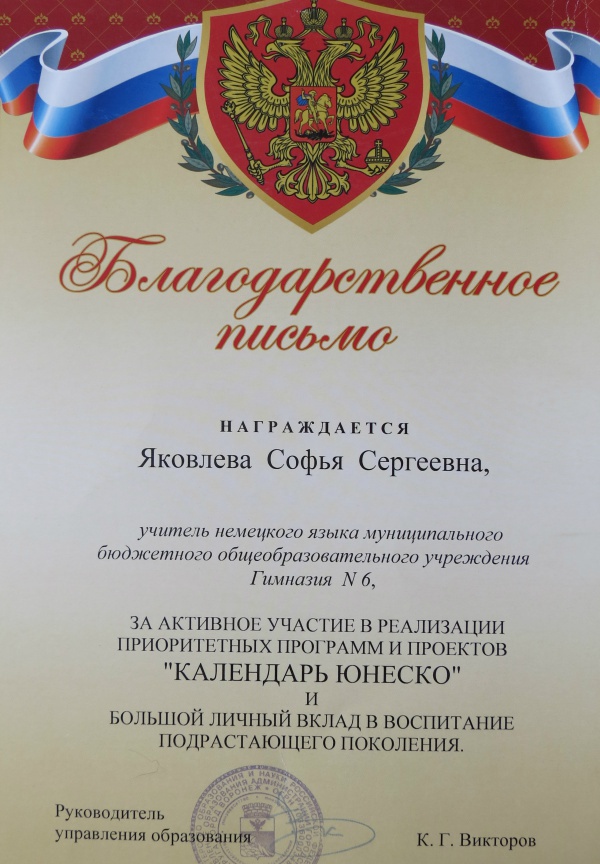 Благодарственное
письмо
НАГРАЖДАЕТСЯ
Яковлева Софья Сергеевна,
учитель немецкого языка муниципального
бюджетного общеобразовательного учреждения
Гимназия N 6,
ЗА АКТИВНОЕ УЧАСТИЕ В РЕАЛИЗАЦИИ
ПРИОРИТЕТНЫХ ПРОГРАММ И ПРОЕКТОВ
"КАЛЕНДАРЬ ЮНЕСКО"
И
БОЛЬШОЙ ЛИЧНЫЙ ВКЛАД В ВОСПИТАНИЕ
ПОДРАСТАЮЩЕГО ПОКОЛЕНИЯ.
Руководитель
управления образования
К. Г. Викторов